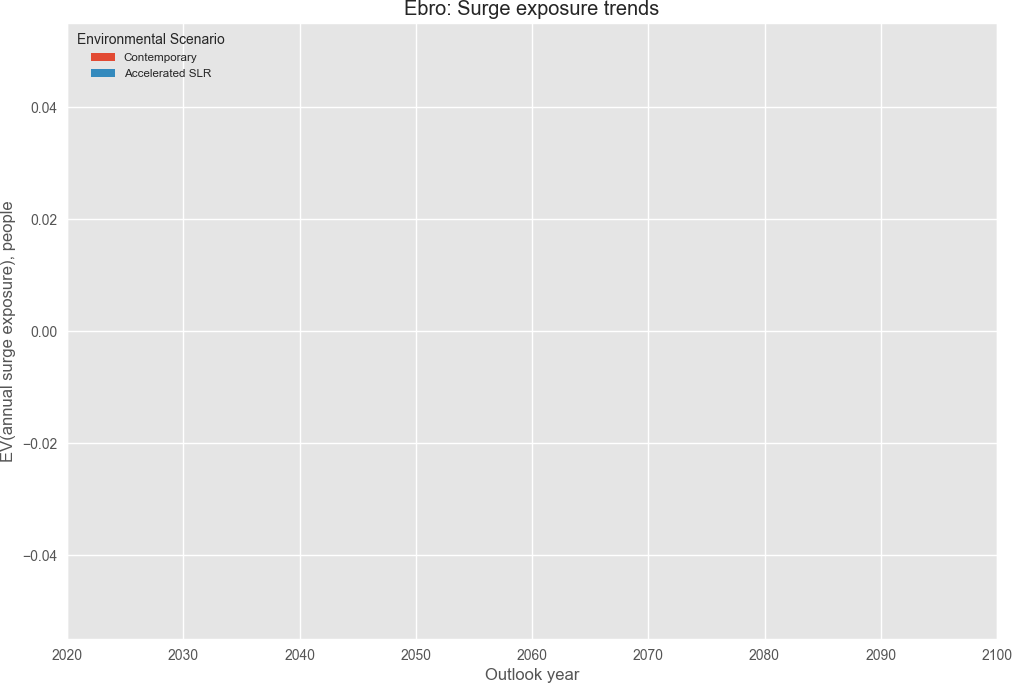 Ebro: Surge exposure trends
Environmental Scenario
Contemporary
Accelerated SLR
EV(annual surge exposure), people
0.04
0.02
0.00
−0.02
−0.04
2020 2030 2040 2050 2060 2070 2080 2090 2100
Outlook year